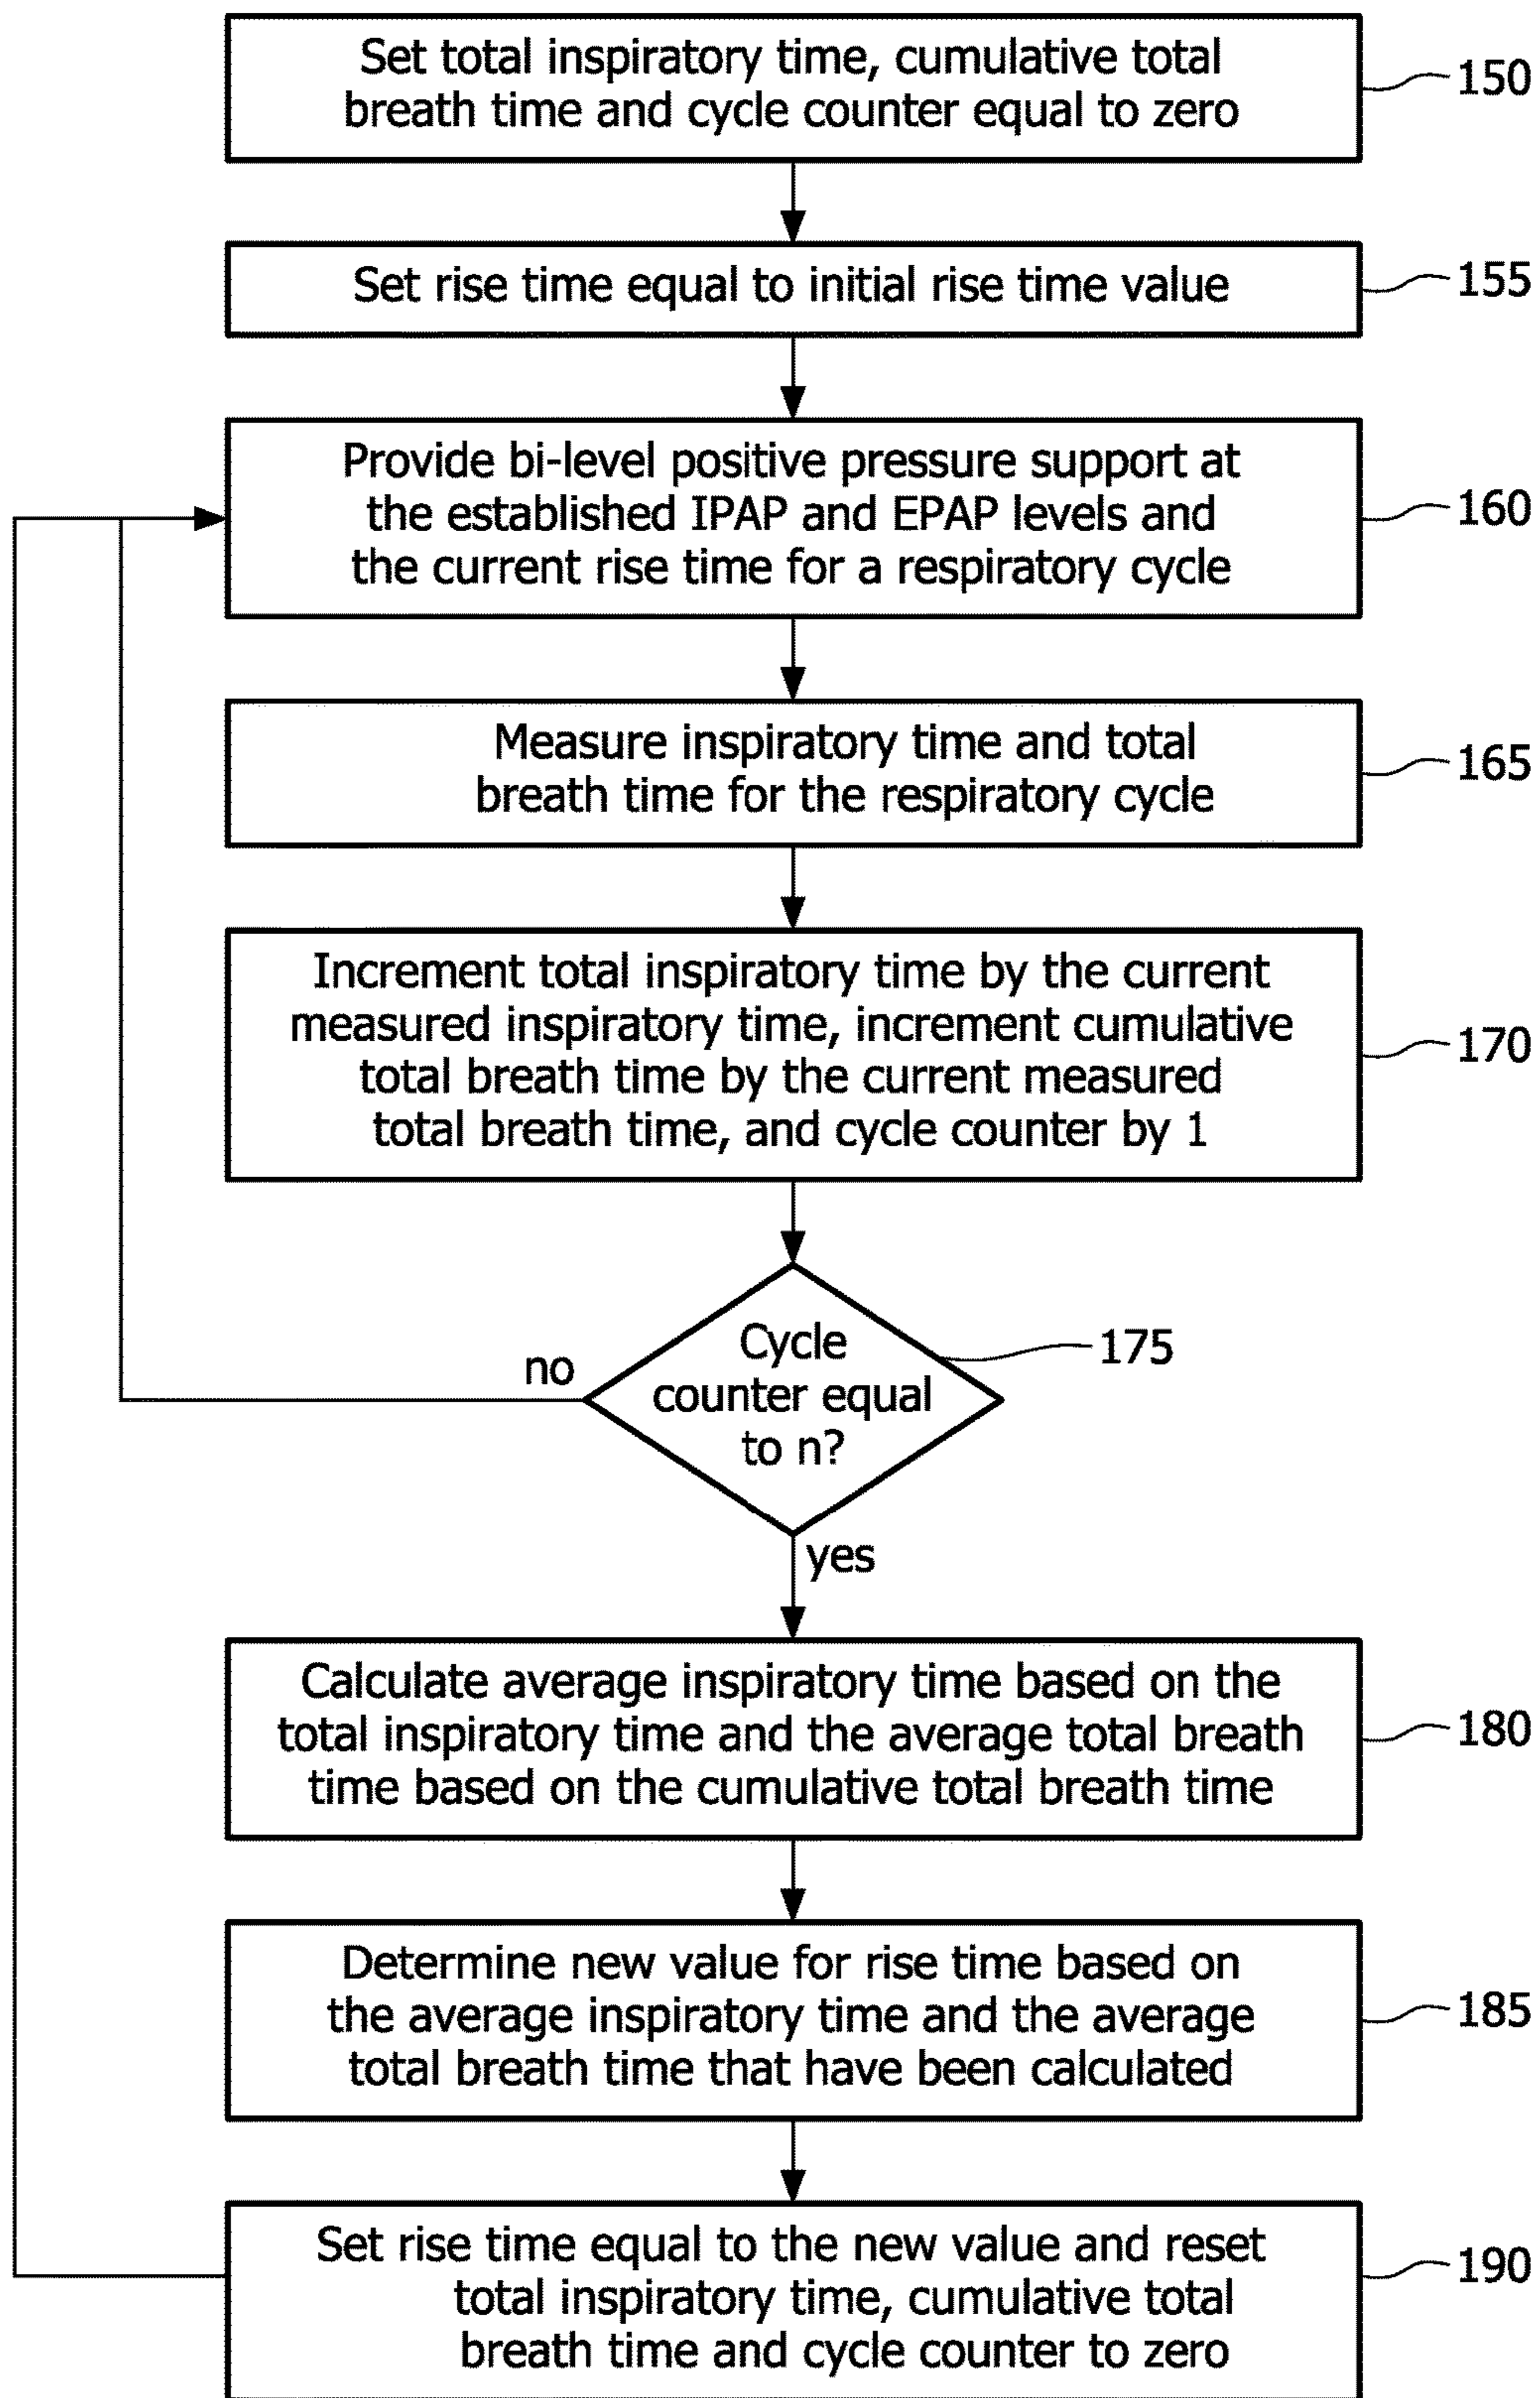 Set total inspiratory time, cumulative total
breath time and cycle counter equal to zero
150
Set rise time equal to initial rise time value
155
Provide bi-level positive pressure support at
the established IPAP and EPAP levels and
the current rise time for a respiratory cycle
160
Measure inspiratory time and total
breath time for the respiratory cycle
165
Increment total inspiratory time by the current
measured inspiratory time, increment cumulative
total breath time by the current measured
total breath time, and cycle counter by 1
170
Cycle
counter equal
to n?
175
no
yes
Calculate average inspiratory time based on the
total inspiratory time and the average total breath
time based on the cumulative total breath time
180
Determine new value for rise time based on
the average inspiratory time and the average
total breath time that have been calculated
185
Set rise time equal to the new value and reset
total inspiratory time, cumulative total
breath time and cycle counter to zero
190